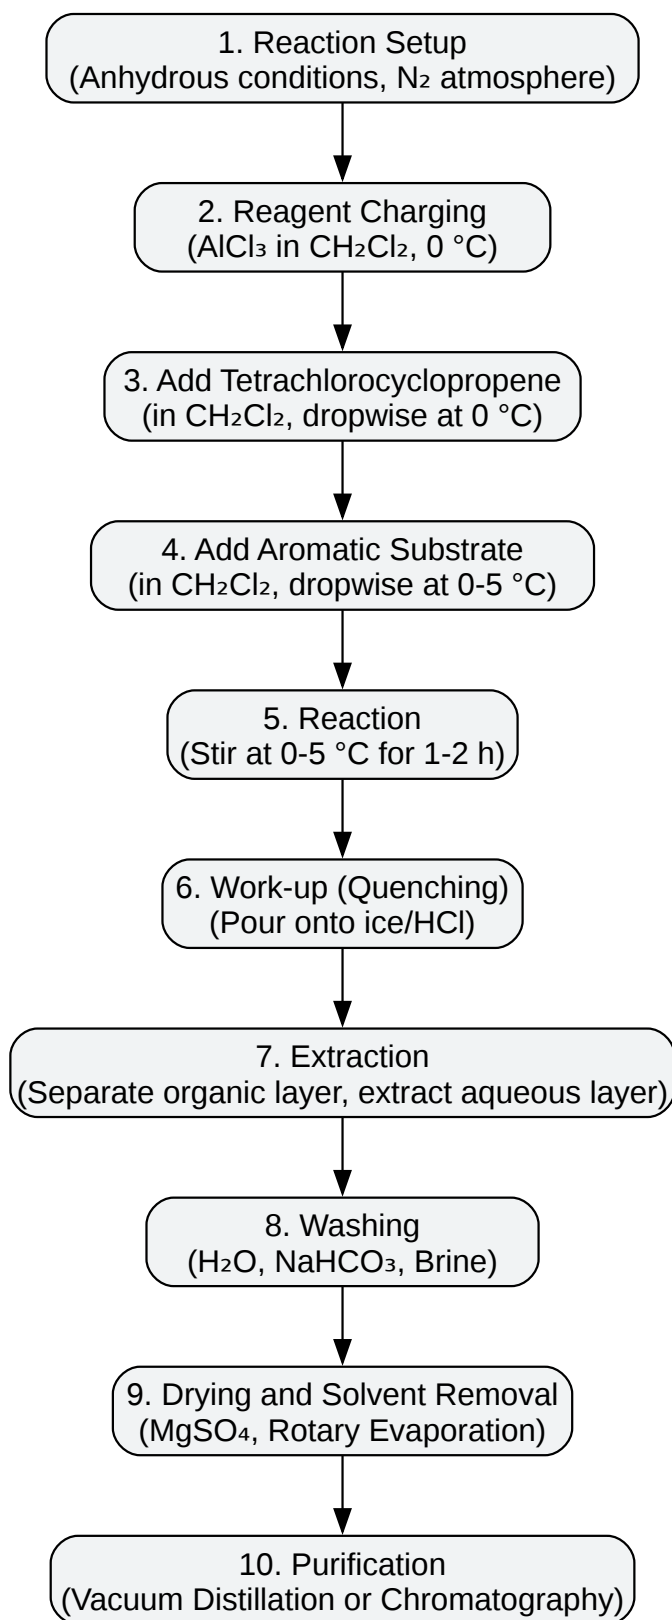 1. Reaction Setup
(Anhydrous conditions, N₂ atmosphere)
2. Reagent Charging
(AlCl₃ in CH₂Cl₂, 0 °C)
3. Add Tetrachlorocyclopropene
(in CH₂Cl₂, dropwise at 0 °C)
4. Add Aromatic Substrate
(in CH₂Cl₂, dropwise at 0-5 °C)
5. Reaction
(Stir at 0-5 °C for 1-2 h)
6. Work-up (Quenching)
(Pour onto ice/HCl)
7. Extraction
(Separate organic layer, extract aqueous layer)
8. Washing
(H₂O, NaHCO₃, Brine)
9. Drying and Solvent Removal
(MgSO₄, Rotary Evaporation)
10. Purification
(Vacuum Distillation or Chromatography)